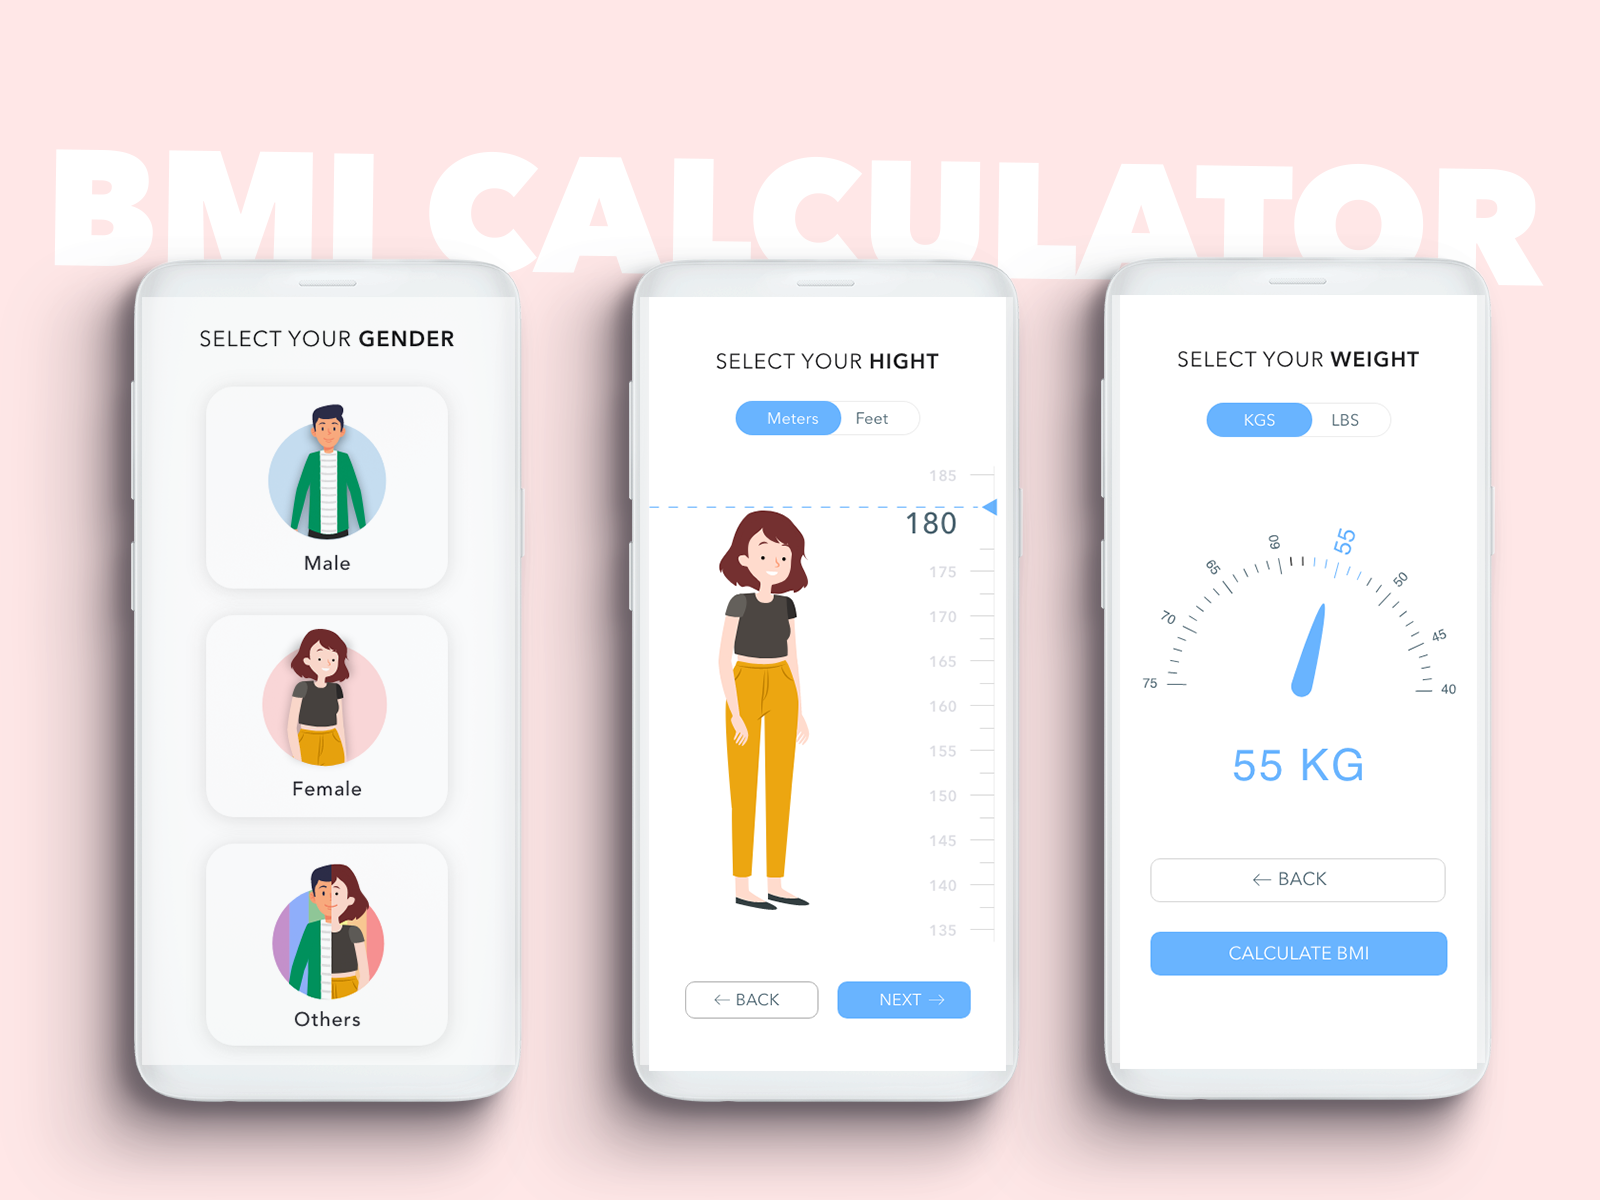 BMI CALCULATOR
SELECT YOUR GENDER
Male
Female
Others
SELECT YOUR HIGHT
Meters Feet
185
180
175
170
165
160
155
150
145
140
135
← BACK
NEXT →
SELECT YOUR WEIGHT
KGS LBS
75
70
65
60
55
50
45
40
55 KG
← BACK
CALCULATE BMI